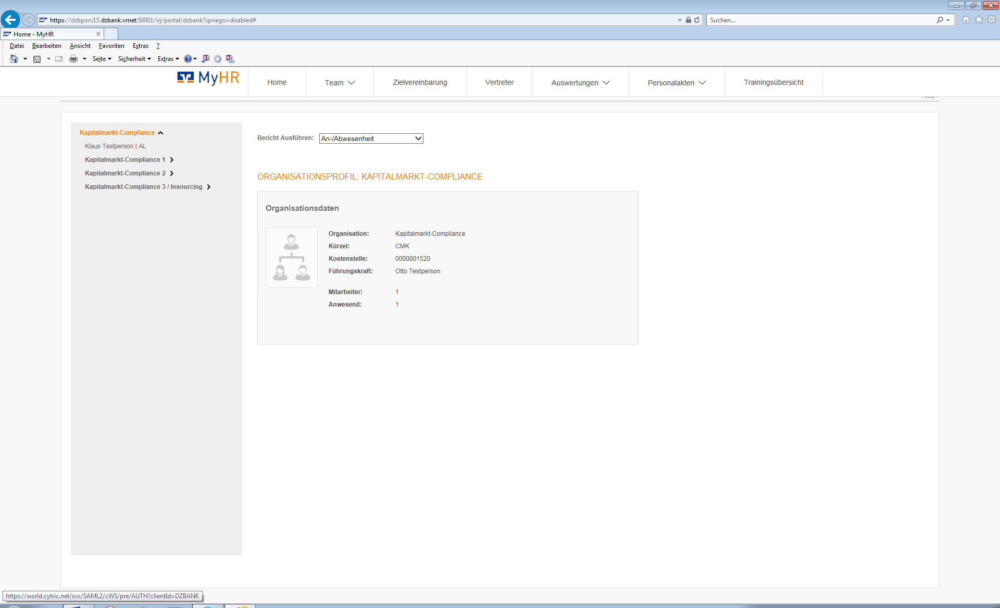 https://dzbporv15.dzbank.vrnet:50001/irj/portal/dzbank?spnego=disabled#
Suchen...
Home - MyHR
Datei Bearbeiten Ansicht Favoriten Extras ?
Seite Sicherheit Extras
MyHR Home Team Zielvereinbarung Vertreter Auswertungen Personalakten Trainingsübersicht
Kapitalmarkt-Compliance
Klaus Testperson | AL
Kapitalmarkt-Compliance 1
Kapitalmarkt-Compliance 2
Kapitalmarkt-Compliance 3 / Insourcing
Bericht Ausführen: An-/Abwesenheit
ORGANISATIONSPROFIL: KAPITALMARKT-COMPLIANCE
Organisationsdaten
Organisation: Kapitalmarkt-Compliance
Kürzel: CMK
Kostenstelle: 0000001520
Führungskraft: Otto Testperson
Mitarbeiter: 1
Anwesend: 1
https://world.cytric.net/svc/SAML2/cWS/pre/AUTH?clientId=DZBANK